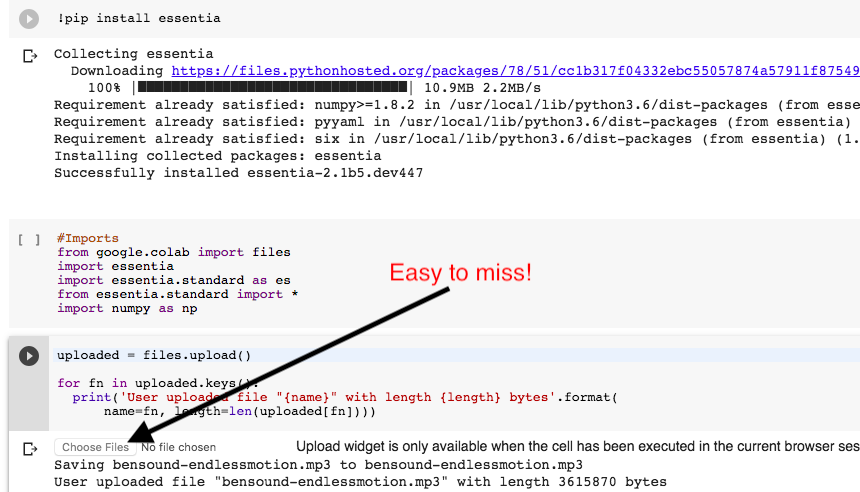 !pip install essentia
Collecting essentia
Downloading https://files.pythonhosted.org/packages/78/51/cc1b317f04332ebc55057874a57911f87549
100% | | 10.9MB 2.2MB/s
Requirement already satisfied: numpy>=1.8.2 in /usr/local/lib/python3.6/dist-packages (from esse
Requirement already satisfied: pyyaml in /usr/local/lib/python3.6/dist-packages (from essentia)
Requirement already satisfied: six in /usr/local/lib/python3.6/dist-packages (from essentia) (1.
Installing collected packages: essentia
Successfully installed essentia-2.1b5.dev447
[ ] #Imports
from google.colab import files
import essentia
Easy to miss!
import essentia.standard as es
from essentia.standard import *
import numpy as np
uploaded = files.upload()
for fn in uploaded.keys():
print('User uploaded file "{name}" with length {length} bytes'.format(
name=fn, length=len(uploaded[fn])))
Choose Files No file chosen Upload widget is only available when the cell has been executed in the current browser ses
Saving bensound-endlessmotion.mp3 to bensound-endlessmotion.mp3
User uploaded file "bensound-endlessmotion.mp3" with length 3615870 bytes